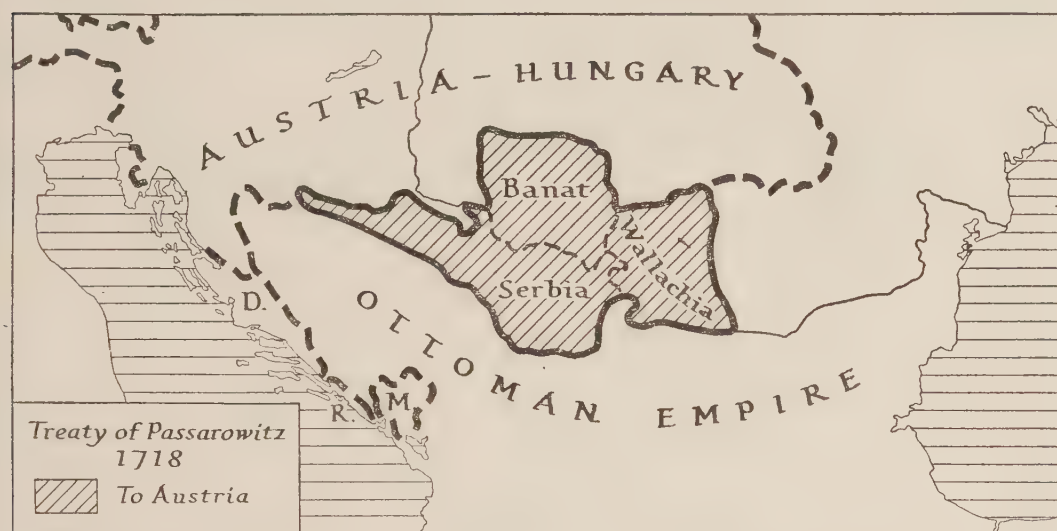 AUSTRIA-HUNGARY
Banat
Wallachia
Serbia
D.
OTTOMAN EMPIRE
R.
M.
Treaty of Passarowitz
1718
To Austria